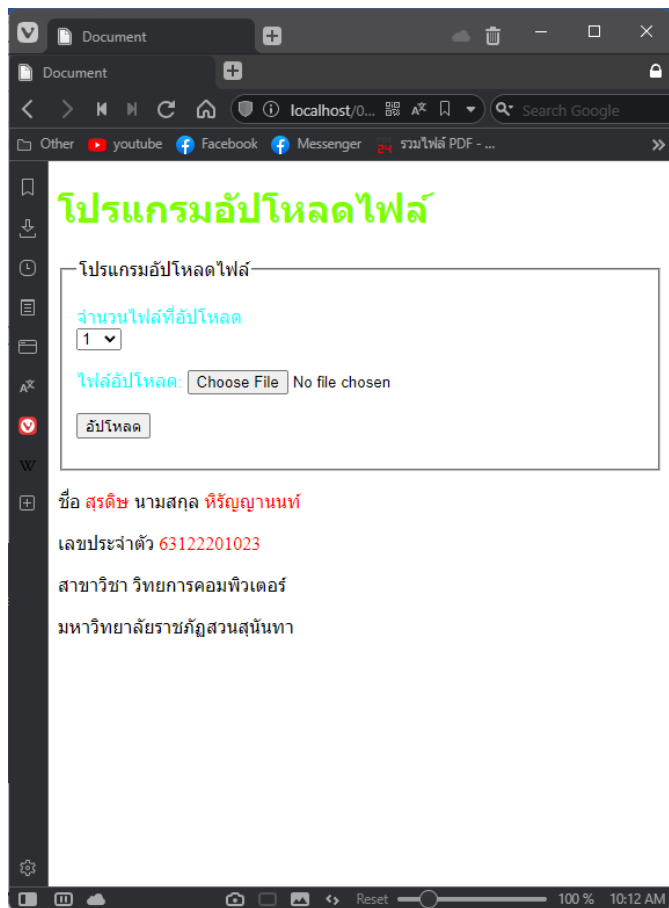 Document
Document
localhost/0... Search Google
Other youtube Facebook Messenger 24 รวมไฟล์ PDF - ...
โปรแกรมอัปโหลดไฟล์
โปรแกรมอัปโหลดไฟล์
จำนวนไฟล์ที่อัปโหลด
1
ไฟล์อัปโหลด: Choose File No file chosen
อัปโหลด
ชื่อ สุรดิษ นามสกุล หิรัญญานนท์
เลขประจำตัว 63122201023
สาขาวิชา วิทยการคอมพิวเตอร์
มหาวิทยาลัยราชภัฏสวนสุนันทา
Reset 100 % 10:12 AM